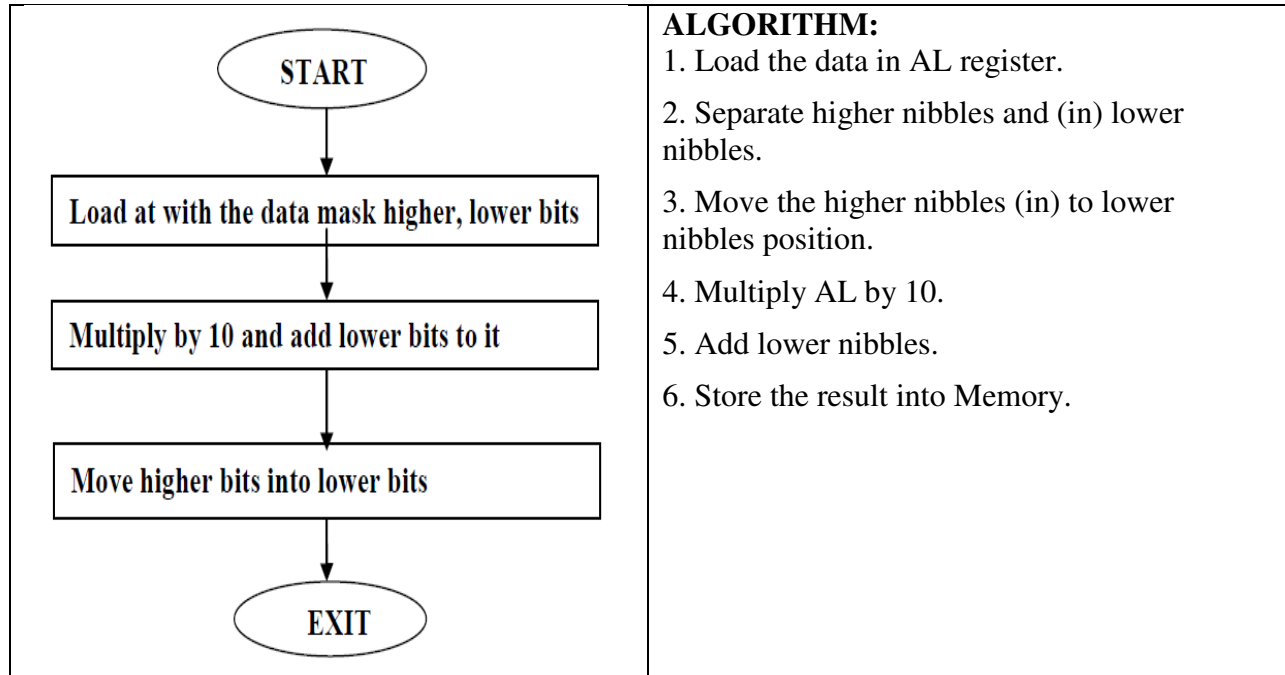 START
Load at with the data mask higher, lower bits
Multiply by 10 and add lower bits to it
Move higher bits into lower bits
EXIT
ALGORITHM:
1. Load the data in AL register.
2. Separate higher nibbles and (in) lower
nibbles.
3. Move the higher nibbles (in) to lower
nibbles position.
4. Multiply AL by 10.
5. Add lower nibbles.
6. Store the result into Memory.